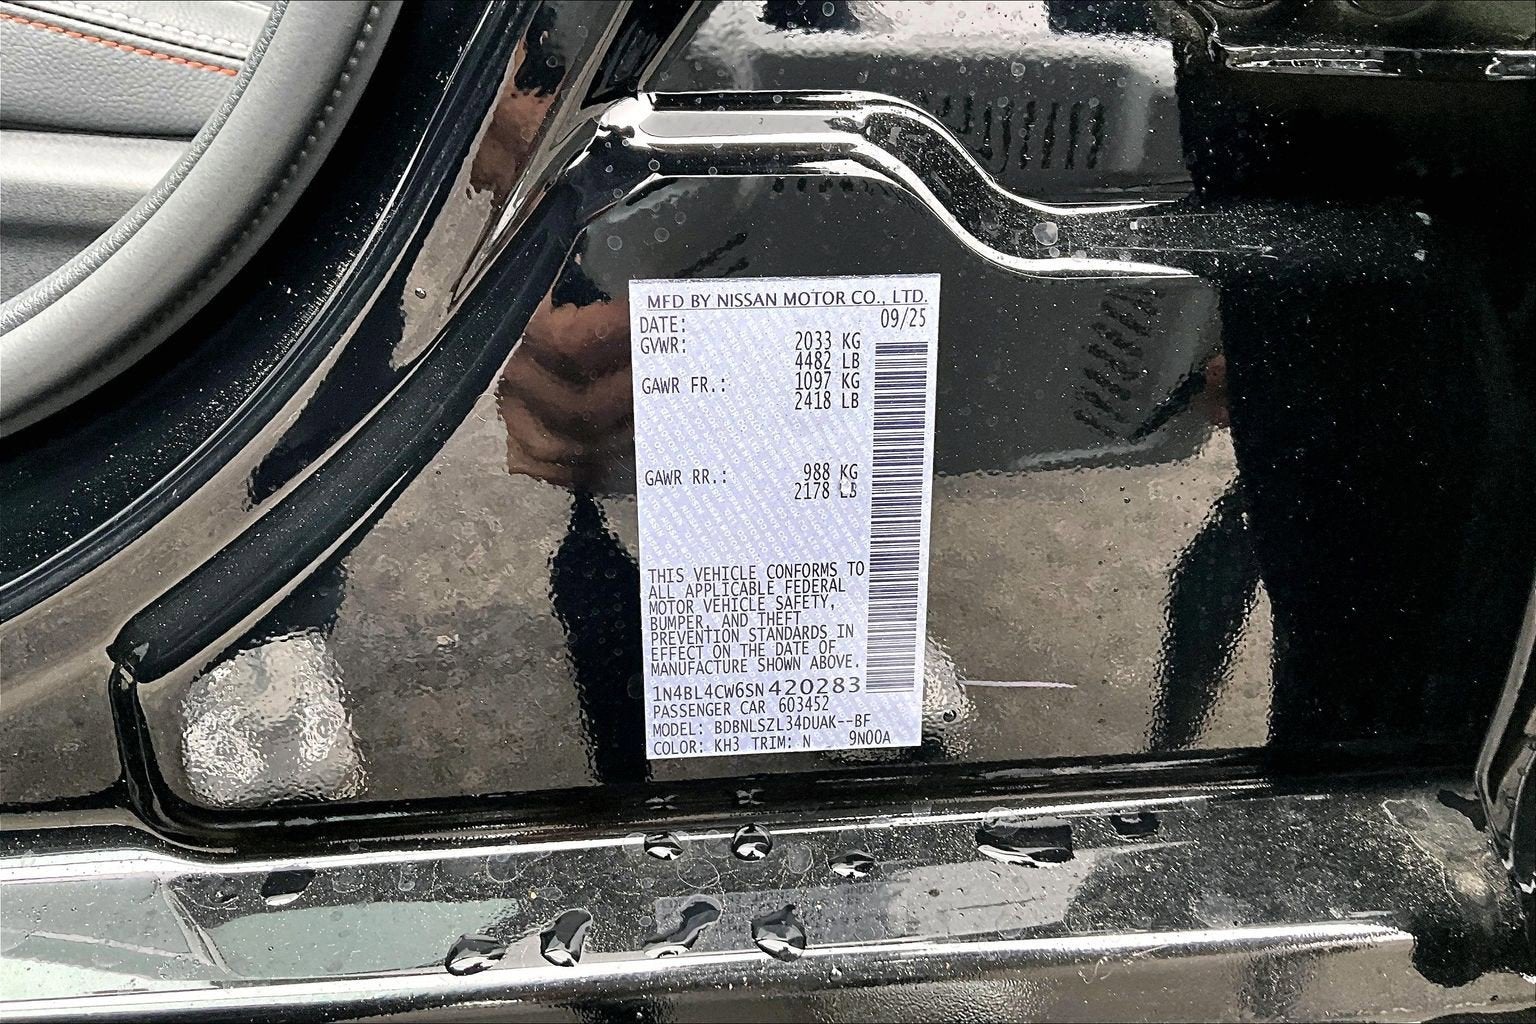 MFD BY NISSAN MOTOR CO., LTD.
DATE: 09/25
GVWR: 2033 KG
4482 LB
GAWR FR.: 1097 KG
2418 LB
GAWR RR.: 988 KG
2178 LB
THIS VEHICLE CONFORMS TO
ALL APPLICABLE FEDERAL
MOTOR VEHICLE SAFETY,
BUMPER, AND THEFT
PREVENTION STANDARDS IN
EFFECT ON THE DATE OF
MANUFACTURE SHOWN ABOVE.
1N4BL4CW6SN420283
PASSENGER CAR 603452
MODEL: BDBNLSZL34DUAK--BF
COLOR: KH3 TRIM: N 9N00A